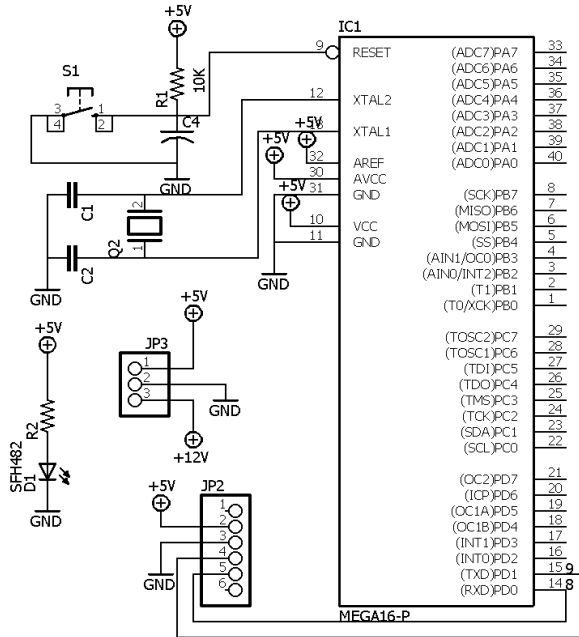 +5V
IC1
S1
R1
10K
3
4
1
2
C4
9
RESET
12
XTAL2
13
XTAL1
+5V
32
AREF
+5V
30
AVCC
31
GND
+5V
10
VCC
11
GND
GND
GND
C1
C2
2
1
Q2
GND
(ADC7)PA7
33
(ADC6)PA6
34
(ADC5)PA5
35
(ADC4)PA4
36
(ADC3)PA3
37
(ADC2)PA2
38
(ADC1)PA1
39
(ADC0)PA0
40
(SCK)PB7
8
(MISO)PB6
7
(MOSI)PB5
6
(SS)PB4
5
(AIN1/OC0)PB3
4
(AIN0/INT2)PB2
3
(T1)PB1
2
(T0/XCK)PB0
1
(TOSC2)PC7
29
(TOSC1)PC6
28
(TDI)PC5
27
(TDO)PC4
26
(TMS)PC3
25
(TCK)PC2
24
(SDA)PC1
23
(SCL)PC0
22
(OC2)PD7
21
(ICP)PD6
20
(OC1A)PD5
19
(OC1B)PD4
18
(INT1)PD3
17
(INT0)PD2
16
(TXD)PD1
15
9
(RXD)PD0
14
8
MEGA16-P
+5V
R2
SFH482
D1
GND
+5V
JP3
1
2
3
GND
+12V
JP2
+5V
1
2
3
4
5
6
GND